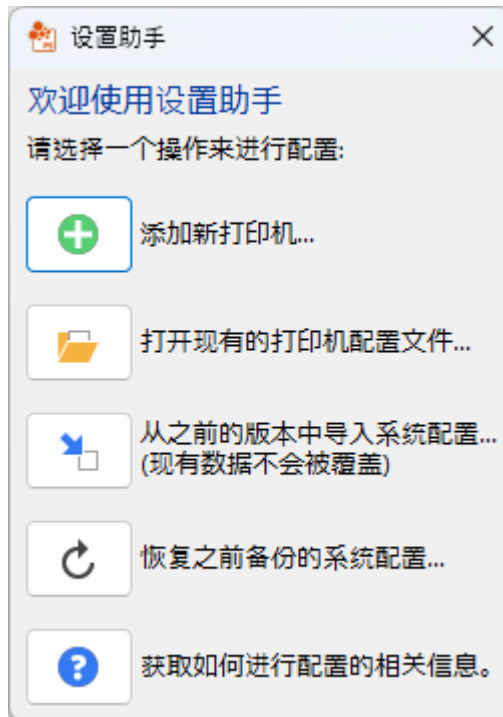 设置助手
欢迎使用设置助手
请选择一个操作来进行配置:
添加新打印机...
打开现有的打印机配置文件...
从之前的版本中导入系统配置...
(现有数据不会被覆盖)
恢复之前备份的系统配置...
获取如何进行配置的相关信息。